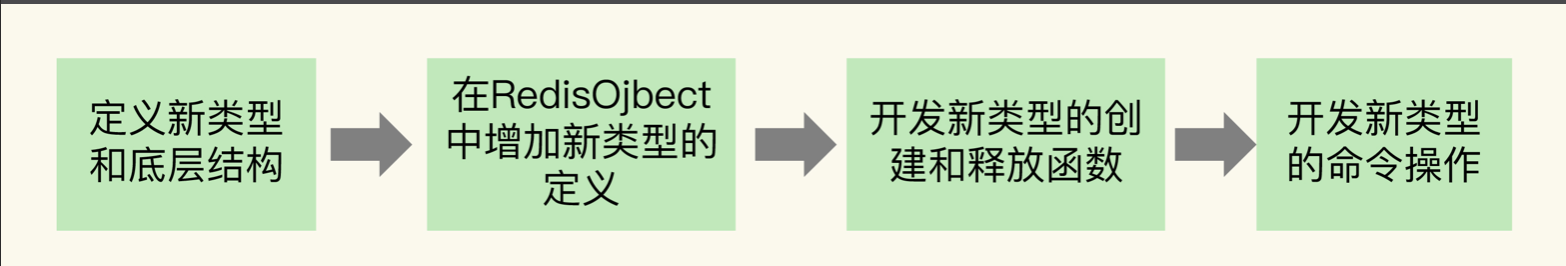 定义新类型
和底层结构
在RedisOjbect
中增加新类型的
定义
开发新类型的创
建和释放函数
开发新类型
的命令操作